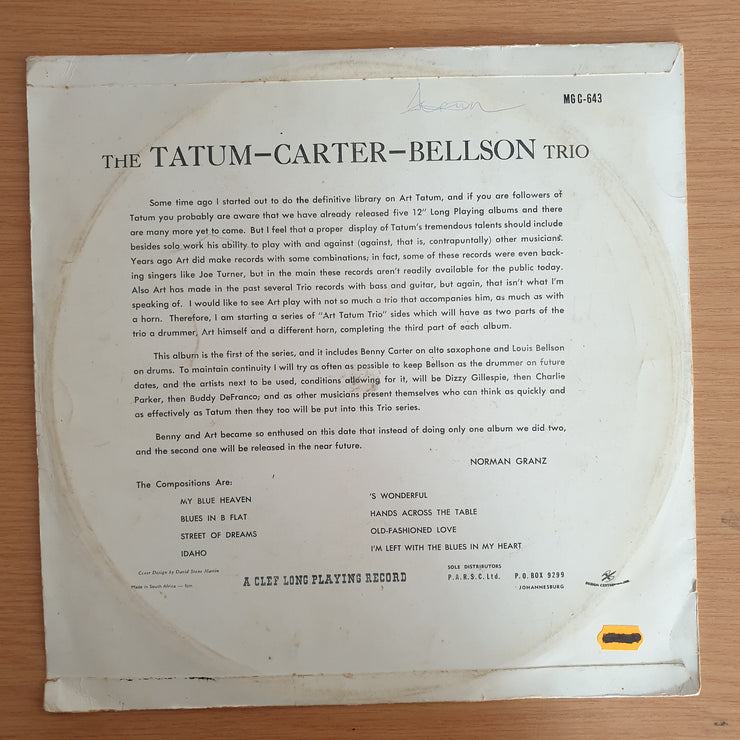 MG C-643
THE TATUM–CARTER–BELLSON TRIO
Some time ago I started out to do the definitive library on Art Tatum, and if you are followers of
Tatum you probably are aware that we have already released five 12" Long Playing albums and there
are many more yet to come. But I feel that a proper display of Tatum's tremendous talents should include
besides solo work his ability to play with and against (against, that is, contrapuntally) other musicians.
Years ago Art did make records with some combinations; in fact, some of these records were even back-
ing singers like Joe Turner, but in the main these records aren't readily available for the public today.
Also Art has made in the past several Trio records with bass and guitar, but again, that isn't what I'm
speaking of. I would like to see Art play with not so much a trio that accompanies him, as much as with
a horn. Therefore, I am starting a series of "Art Tatum Trio" sides which will have as two parts of the
trio a drummer, Art himself and a different horn, completing the third part of each album.
This album is the first of the series, and it includes Benny Carter on alto saxophone and Louis Bellson
on drums. To maintain continuity I will try as often as possible to keep Bellson as the drummer on future
dates, and the artists next to be used, conditions allowing for it, will be Dizzy Gillespie, then Charlie
Parker, then Buddy DeFranco; and as other musicians present themselves who can think as quickly and
as effectively as Tatum then they too will be put into this Trio series.
Benny and Art became so enthused on this date that instead of doing only one album we did two,
and the second one will be released in the near future.
NORMAN GRANZ
The Compositions Are:
MY BLUE HEAVEN
BLUES IN B FLAT
STREET OF DREAMS
IDAHO
'S WONDERFUL
HANDS ACROSS THE TABLE
OLD-FASHIONED LOVE
I'M LEFT WITH THE BLUES IN MY HEART
Cover Design by David Stone Martin
Made in South Africa —
A CLEF LONG PLAYING RECORD
SOLE DISTRIBUTORS
P.A.R.S.C. Ltd. P.O. BOX 9299
JOHANNESBURG